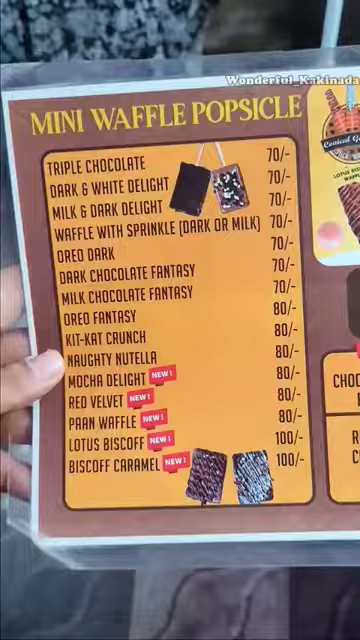 Wonderful_Kakinada
MINI WAFFLE POPSICLE
TRIPLE CHOCOLATE 70/-
DARK & WHITE DELIGHT 70/-
MILK & DARK DELIGHT 70/-
WAFFLE WITH SPRINKLE (DARK OR MILK) 70/-
OREO DARK 70/-
DARK CHOCOLATE FANTASY 70/-
MILK CHOCOLATE FANTASY 70/-
OREO FANTASY 80/-
KIT-KAT CRUNCH 80/-
NAUGHTY NUTELLA 80/-
MOCHA DELIGHT NEW! 80/-
RED VELVET NEW! 80/-
PAAN WAFFLE NEW! 80/-
LOTUS BISCOFF NEW! 100/-
BISCOFF CARAMEL NEW! 100/-
Conical